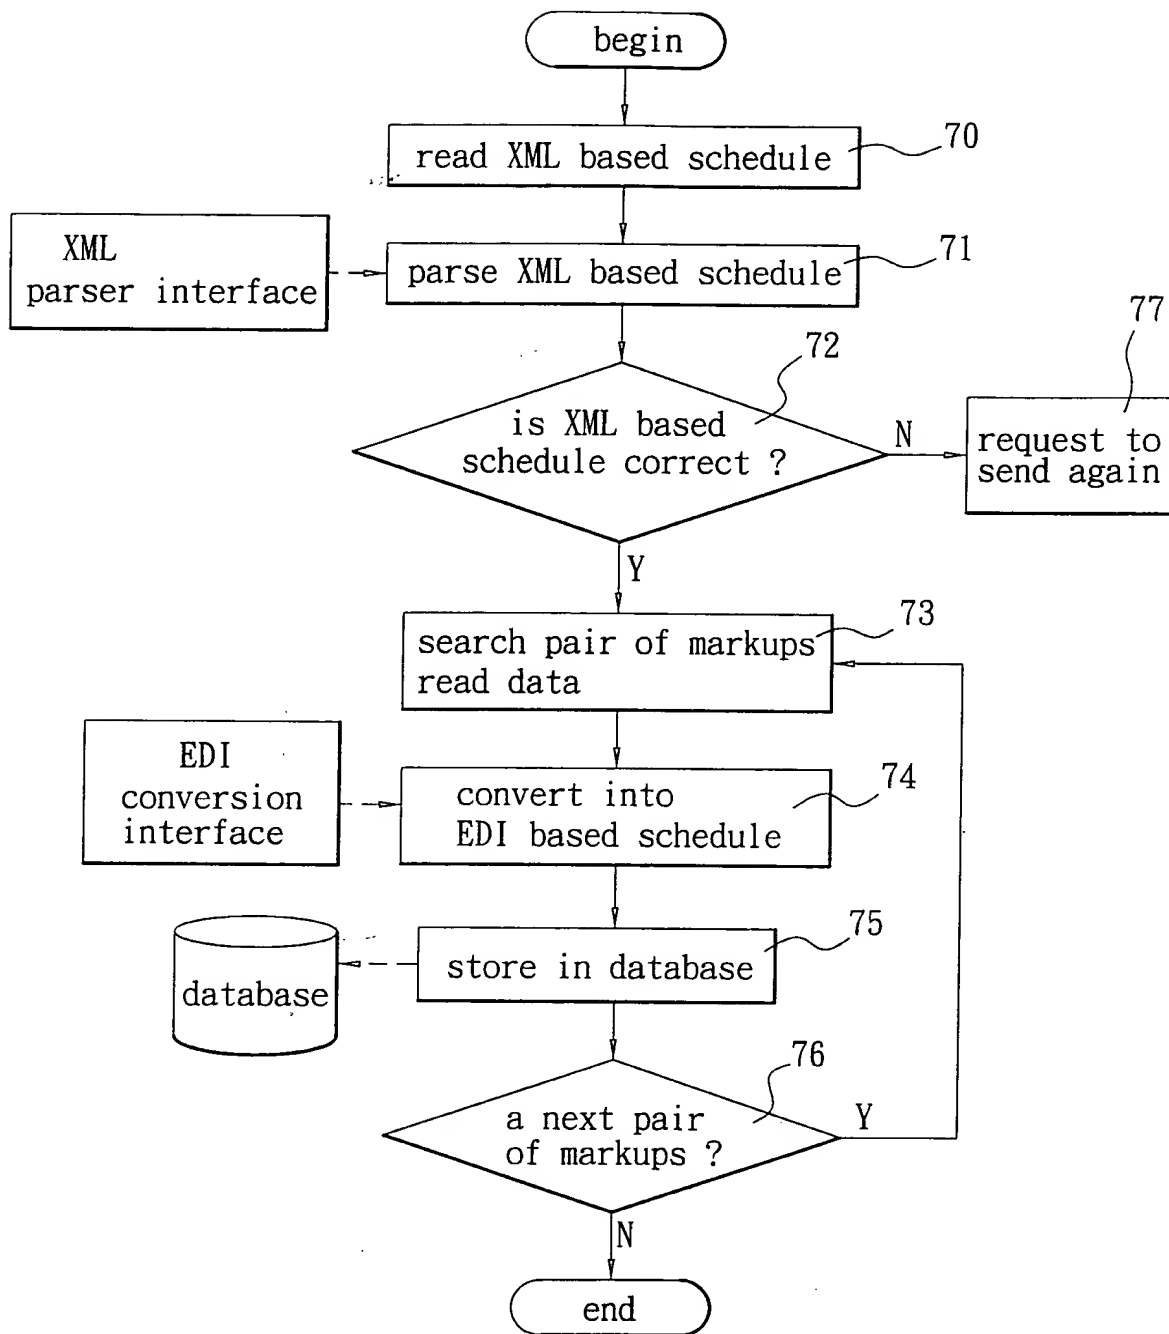 begin
70
read XML based schedule
XML
parser interface
71
parse XML based schedule
72
77
is XML based
schedule correct ?
N
request to
send again
Y
73
search pair of markups
read data
EDI
conversion
interface
74
convert into
EDI based schedule
75
store in database
database
76
a next pair
of markups ?
Y
N
end